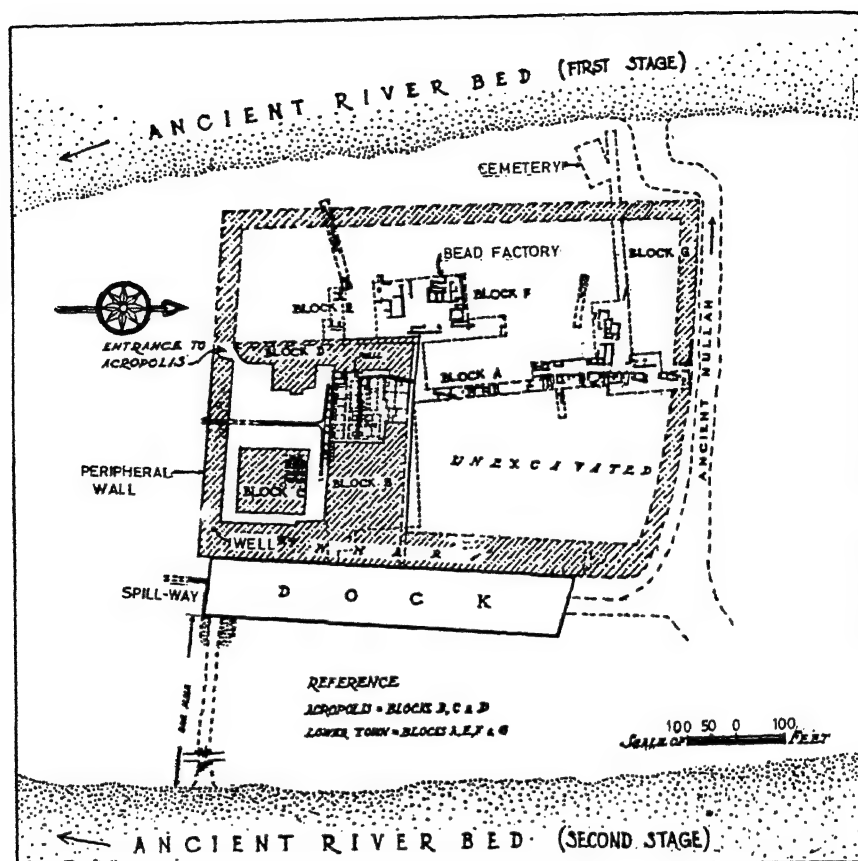 ANCIENT RIVER BED (FIRST STAGE)
CEMETERY
BEAD FACTORY
BLOCK G
BLOCK E
BLOCK F
ENTRANCE TO
ACROPOLIS
BLOCK D
BLOCK A
ANCIENT NULLAH
UNEXCAVATED
PERIPHERAL
WALL
BLOCK C
BLOCK B
WELL
SPILL-WAY
DOCK
REFERENCE
ACROPOLIS = BLOCKS B, C & D
LOWER TOWN = BLOCKS A, E, F & G
100 50 0 100
SCALE OF FEET
ANCIENT RIVER BED (SECOND STAGE)